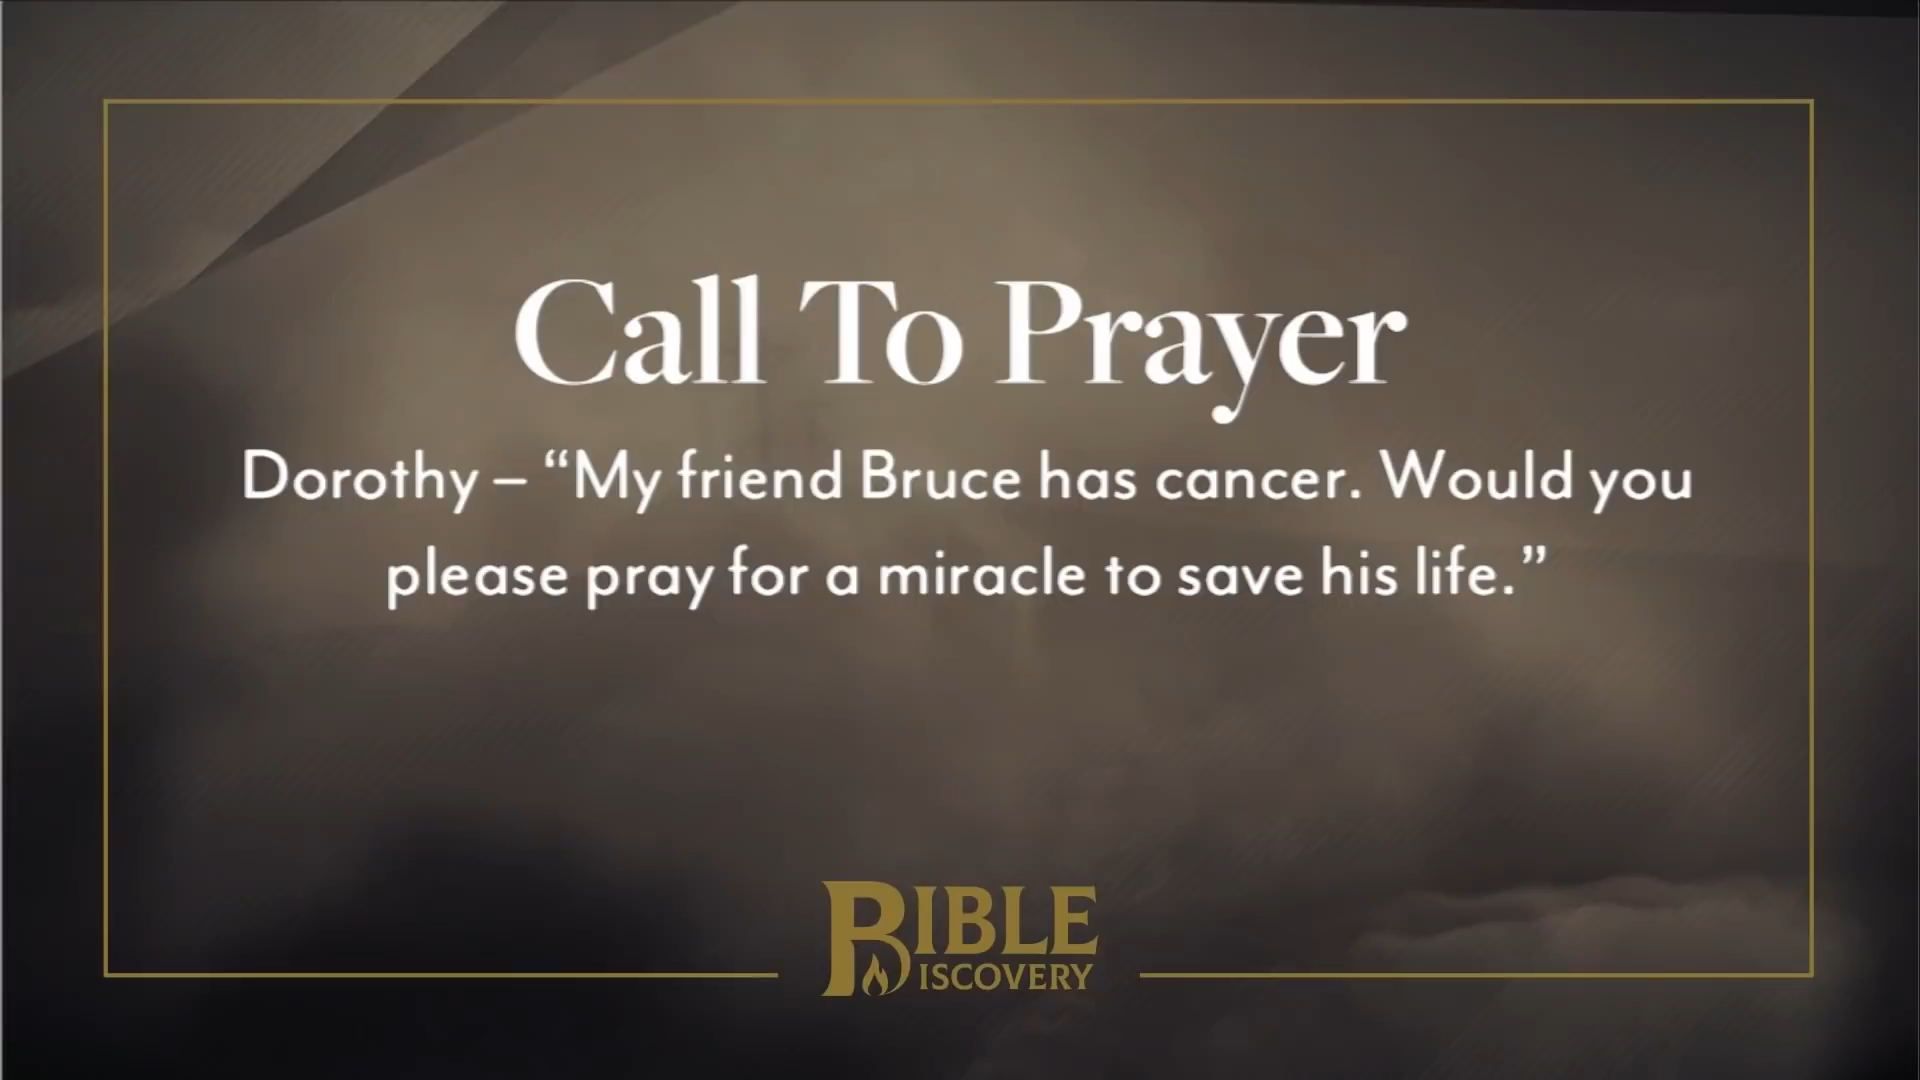 Call To Prayer
Dorothy – “My friend Bruce has cancer. Would you
please pray for a miracle to save his life.”
BIBLE
DISCOVERY